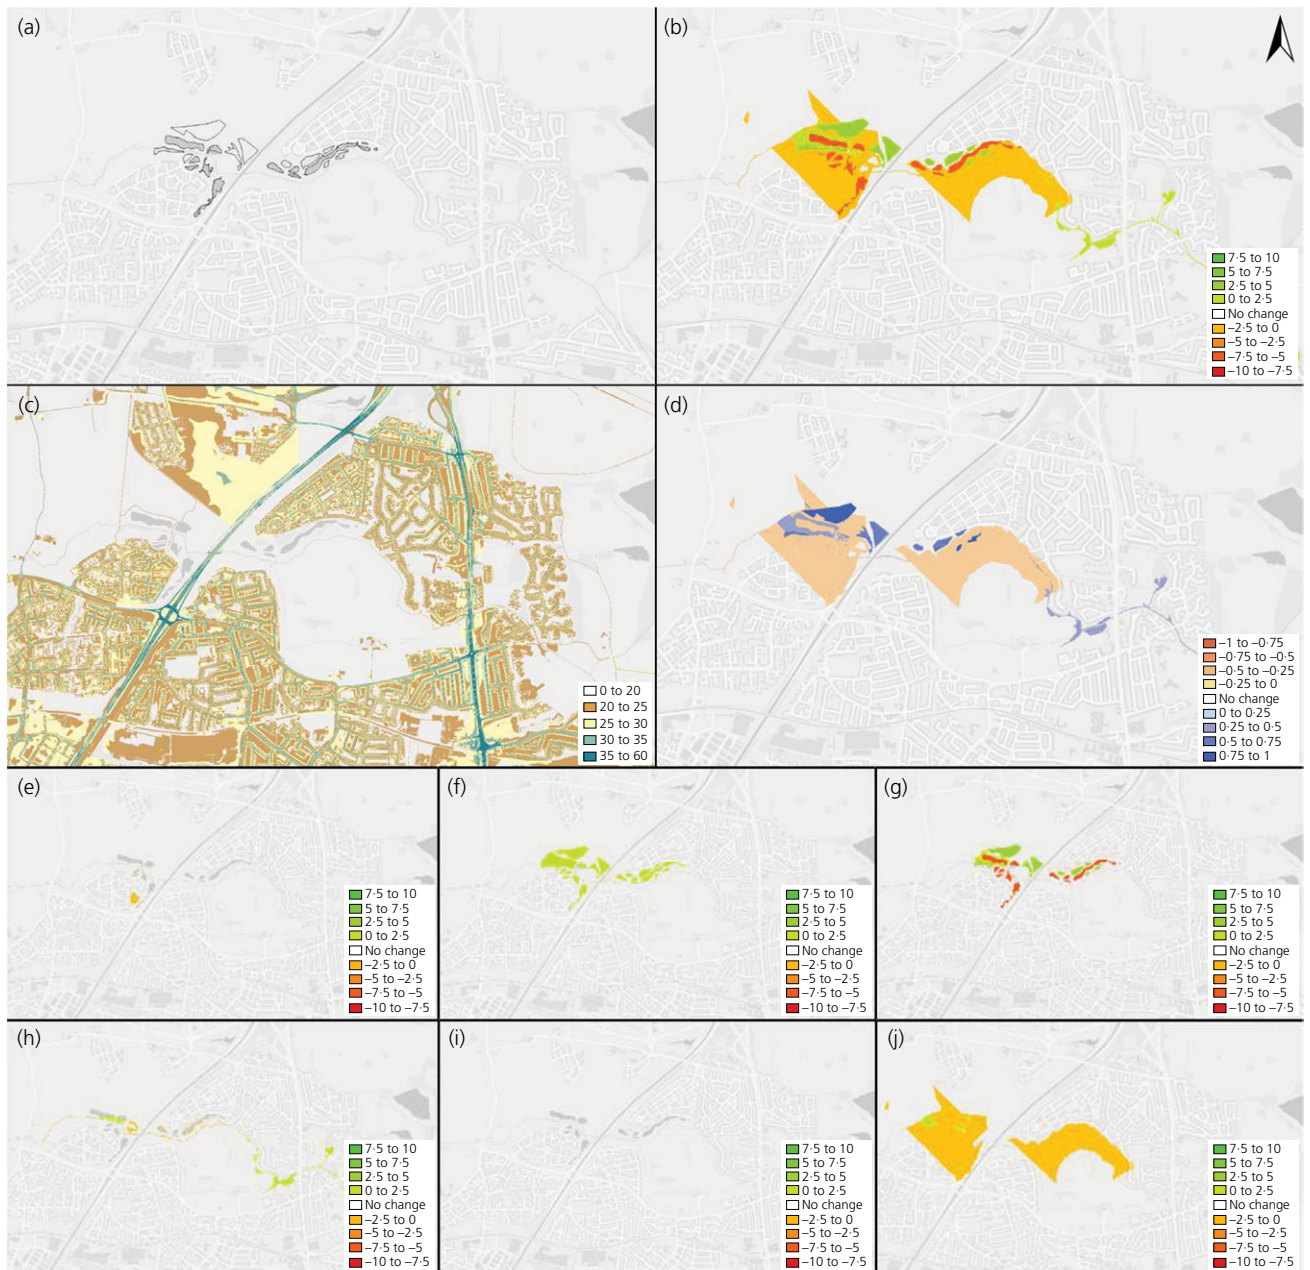 (a)
(b)
7·5 to 10
5 to 7·5
2·5 to 5
0 to 2·5
No change
–2·5 to 0
–5 to –2·5
–7·5 to –5
–10 to –7·5
(c)
0 to 20
20 to 25
25 to 30
30 to 35
35 to 60
(d)
–1 to –0·75
–0·75 to –0·5
–0·5 to –0·25
–0·25 to 0
No change
0 to 0·25
0·25 to 0·5
0·5 to 0·75
0·75 to 1
(e)
7·5 to 10
5 to 7·5
2·5 to 5
0 to 2·5
No change
–2·5 to 0
–5 to –2·5
–7·5 to –5
–10 to –7·5
(f)
7·5 to 10
5 to 7·5
2·5 to 5
0 to 2·5
No change
–2·5 to 0
–5 to –2·5
–7·5 to –5
–10 to –7·5
(g)
7·5 to 10
5 to 7·5
2·5 to 5
0 to 2·5
No change
–2·5 to 0
–5 to –2·5
–7·5 to –5
–10 to –7·5
(h)
7·5 to 10
5 to 7·5
2·5 to 5
0 to 2·5
No change
–2·5 to 0
–5 to –2·5
–7·5 to –5
–10 to –7·5
(i)
7·5 to 10
5 to 7·5
2·5 to 5
0 to 2·5
No change
–2·5 to 0
–5 to –2·5
–7·5 to –5
–10 to –7·5
(j)
7·5 to 10
5 to 7·5
2·5 to 5
0 to 2·5
No change
–2·5 to 0
–5 to –2·5
–7·5 to –5
–10 to –7·5